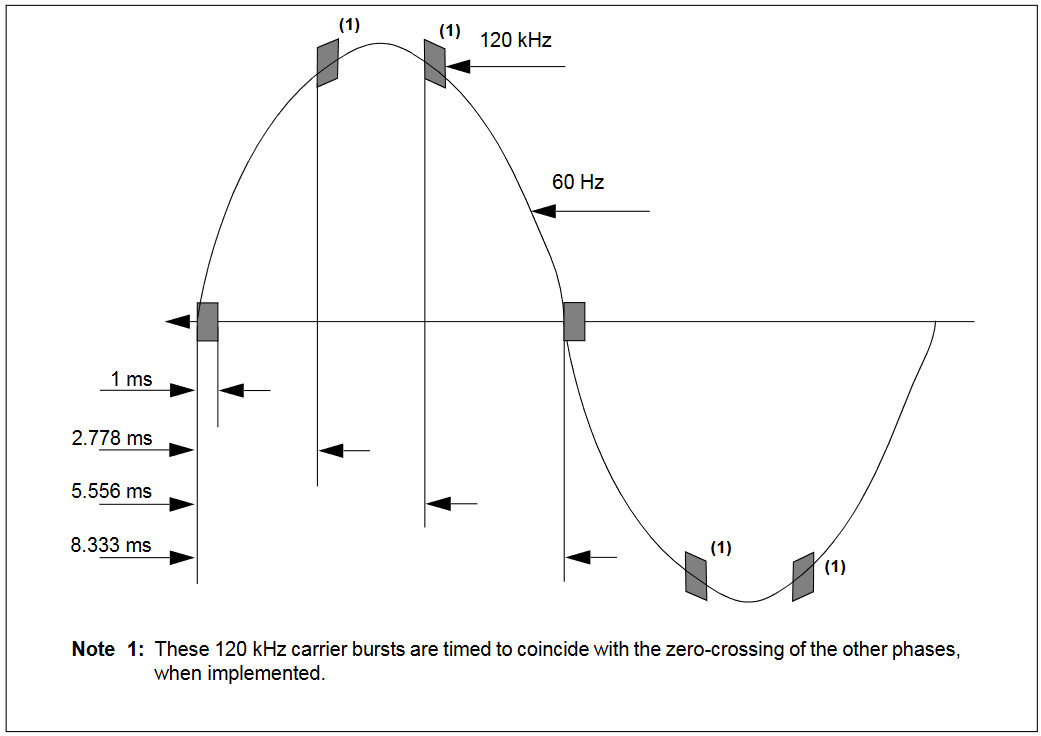 (1)
(1)
120 kHz
60 Hz
1 ms
2.778 ms
5.556 ms
8.333 ms
(1)
(1)
Note 1: These 120 kHz carrier bursts are timed to coincide with the zero-crossing of the other phases,
when implemented.